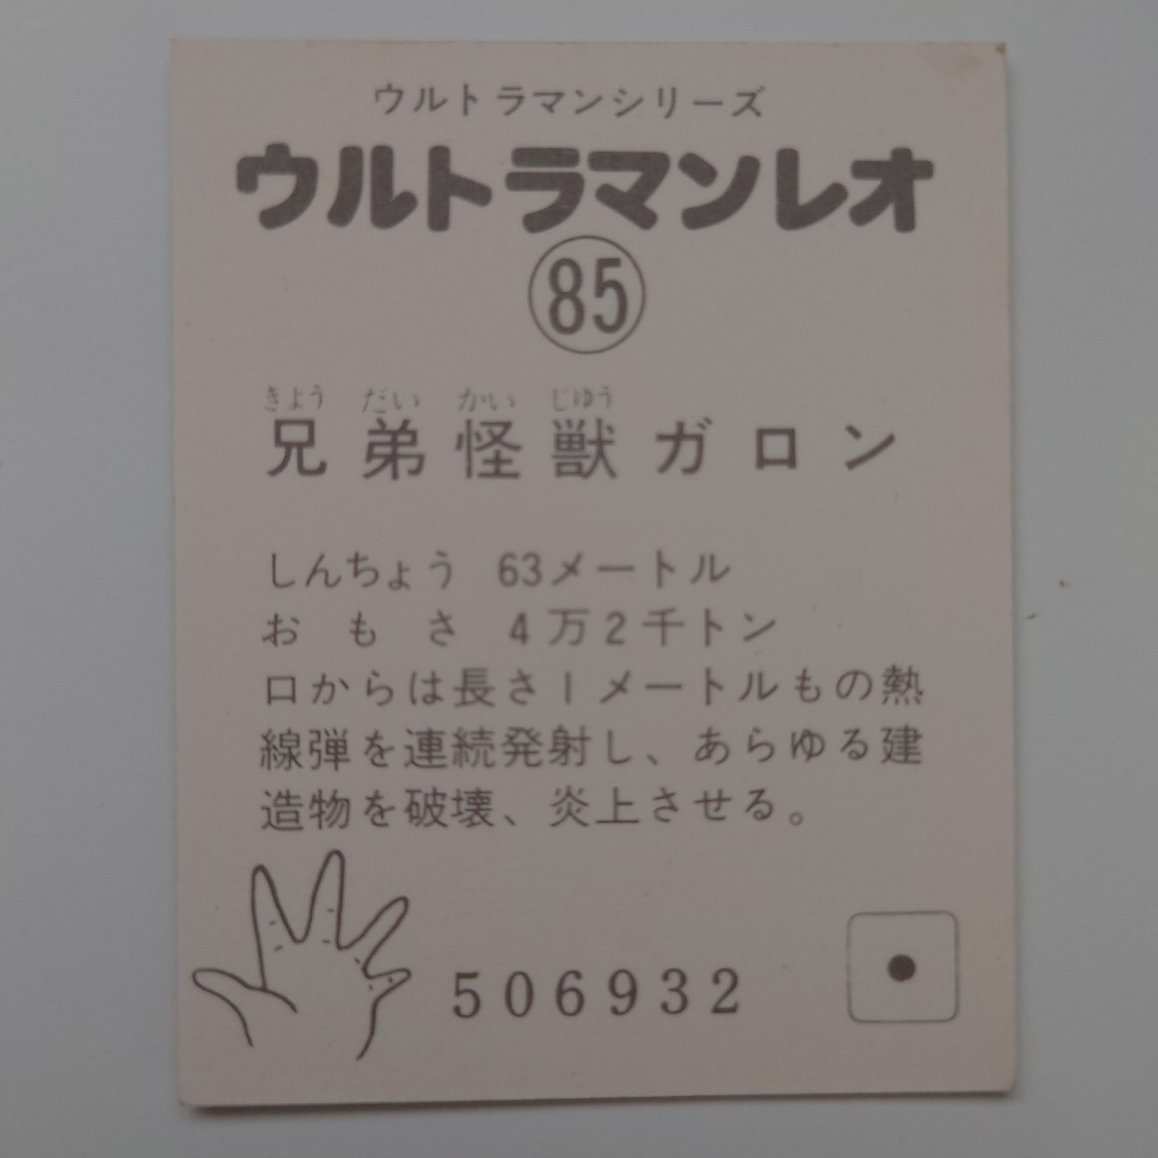 ウルトラマンシリーズ
ウルトラマンレオ
85
きょう だい かい じゅう
兄弟怪獣ガロン
しんちょう 63メートル
おもさ 4万2千トン
口からは長さ1メートルもの熱
線弾を連続発射し、あらゆる建
造物を破壊、炎上させる。
506932